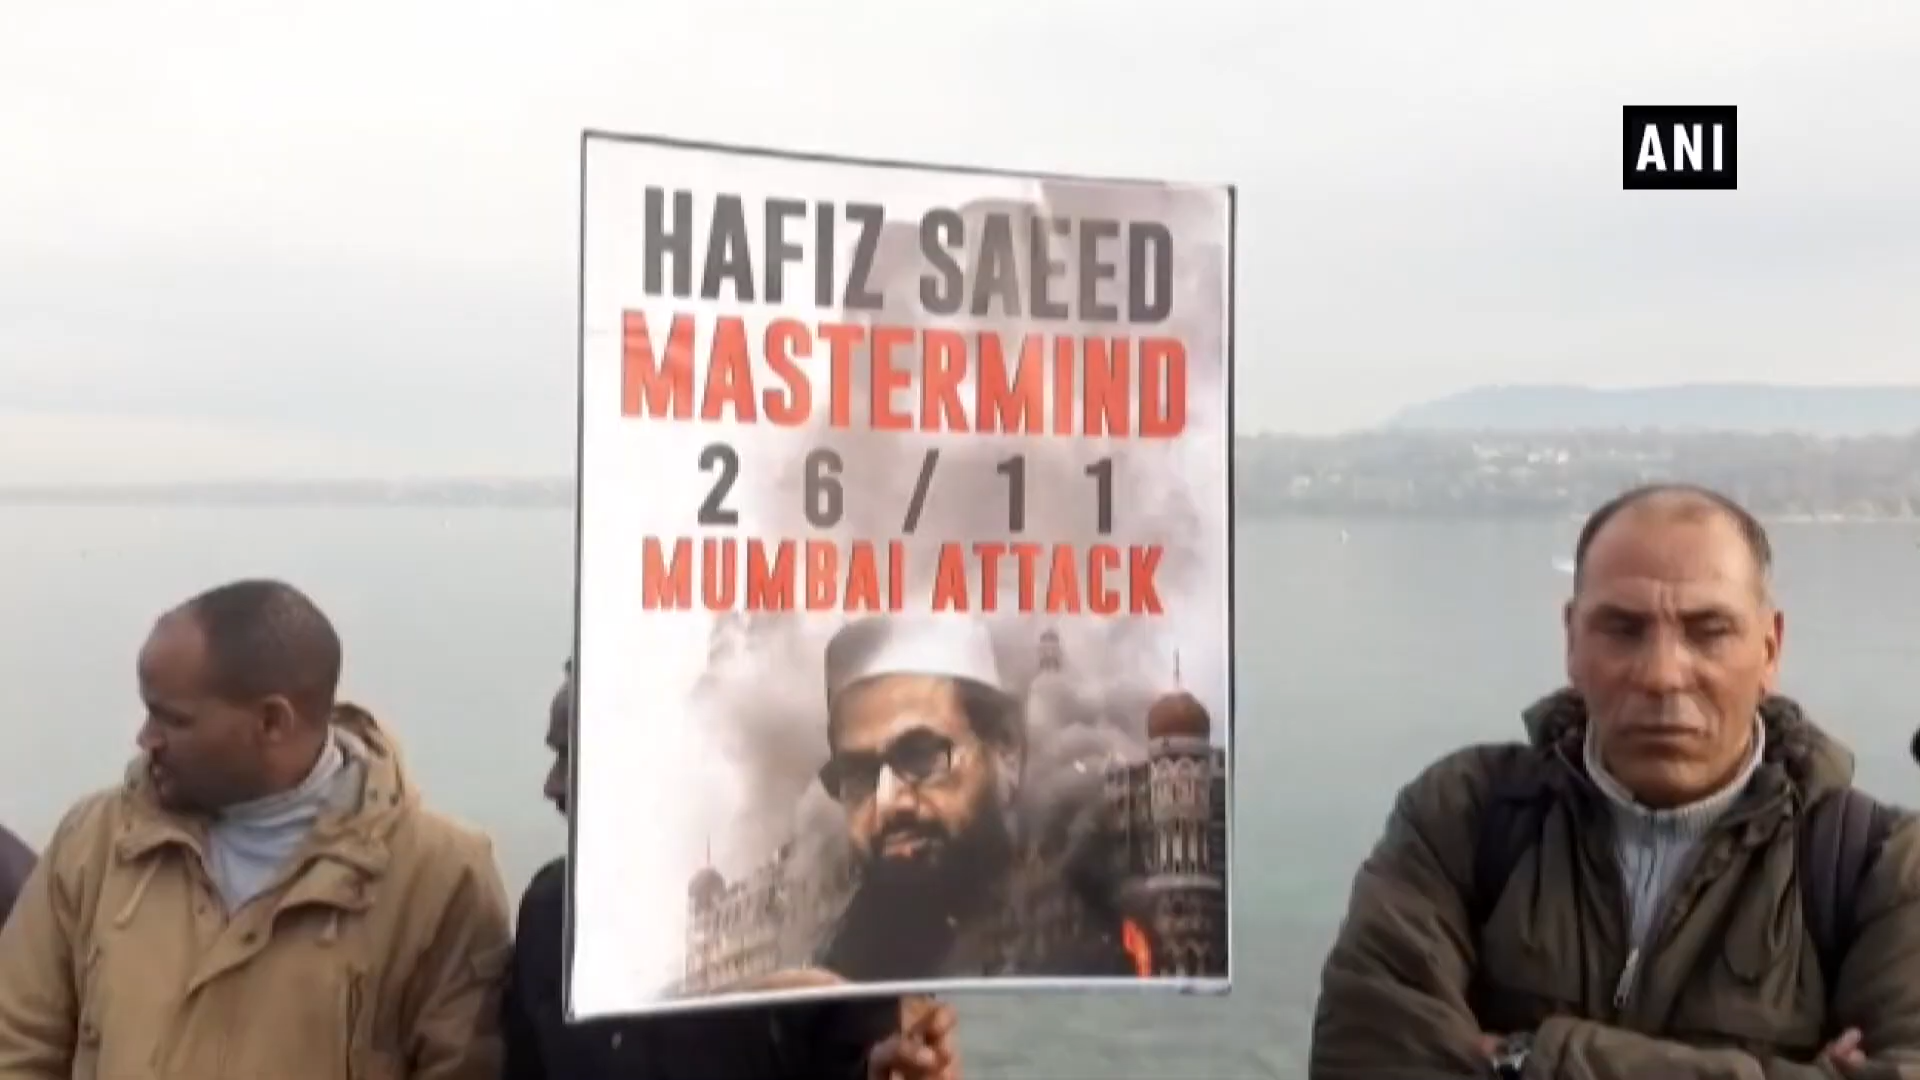 ANI
HAFIZ SAEED
MASTERMIND
26/11
MUMBAI ATTACK